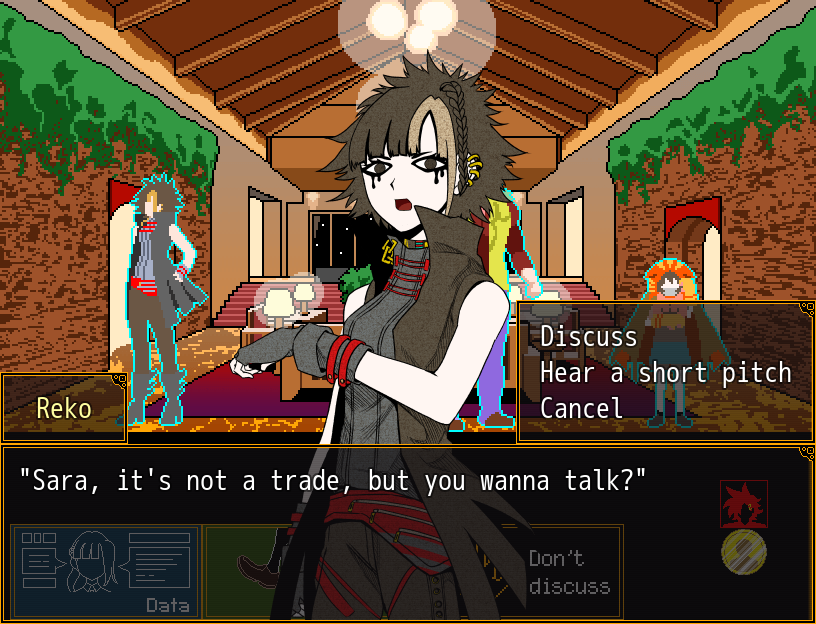 Discuss
Hear a short pitch
Cancel
Reko
"Sara, it's not a trade, but you wanna talk?"
Data
Don't
discuss